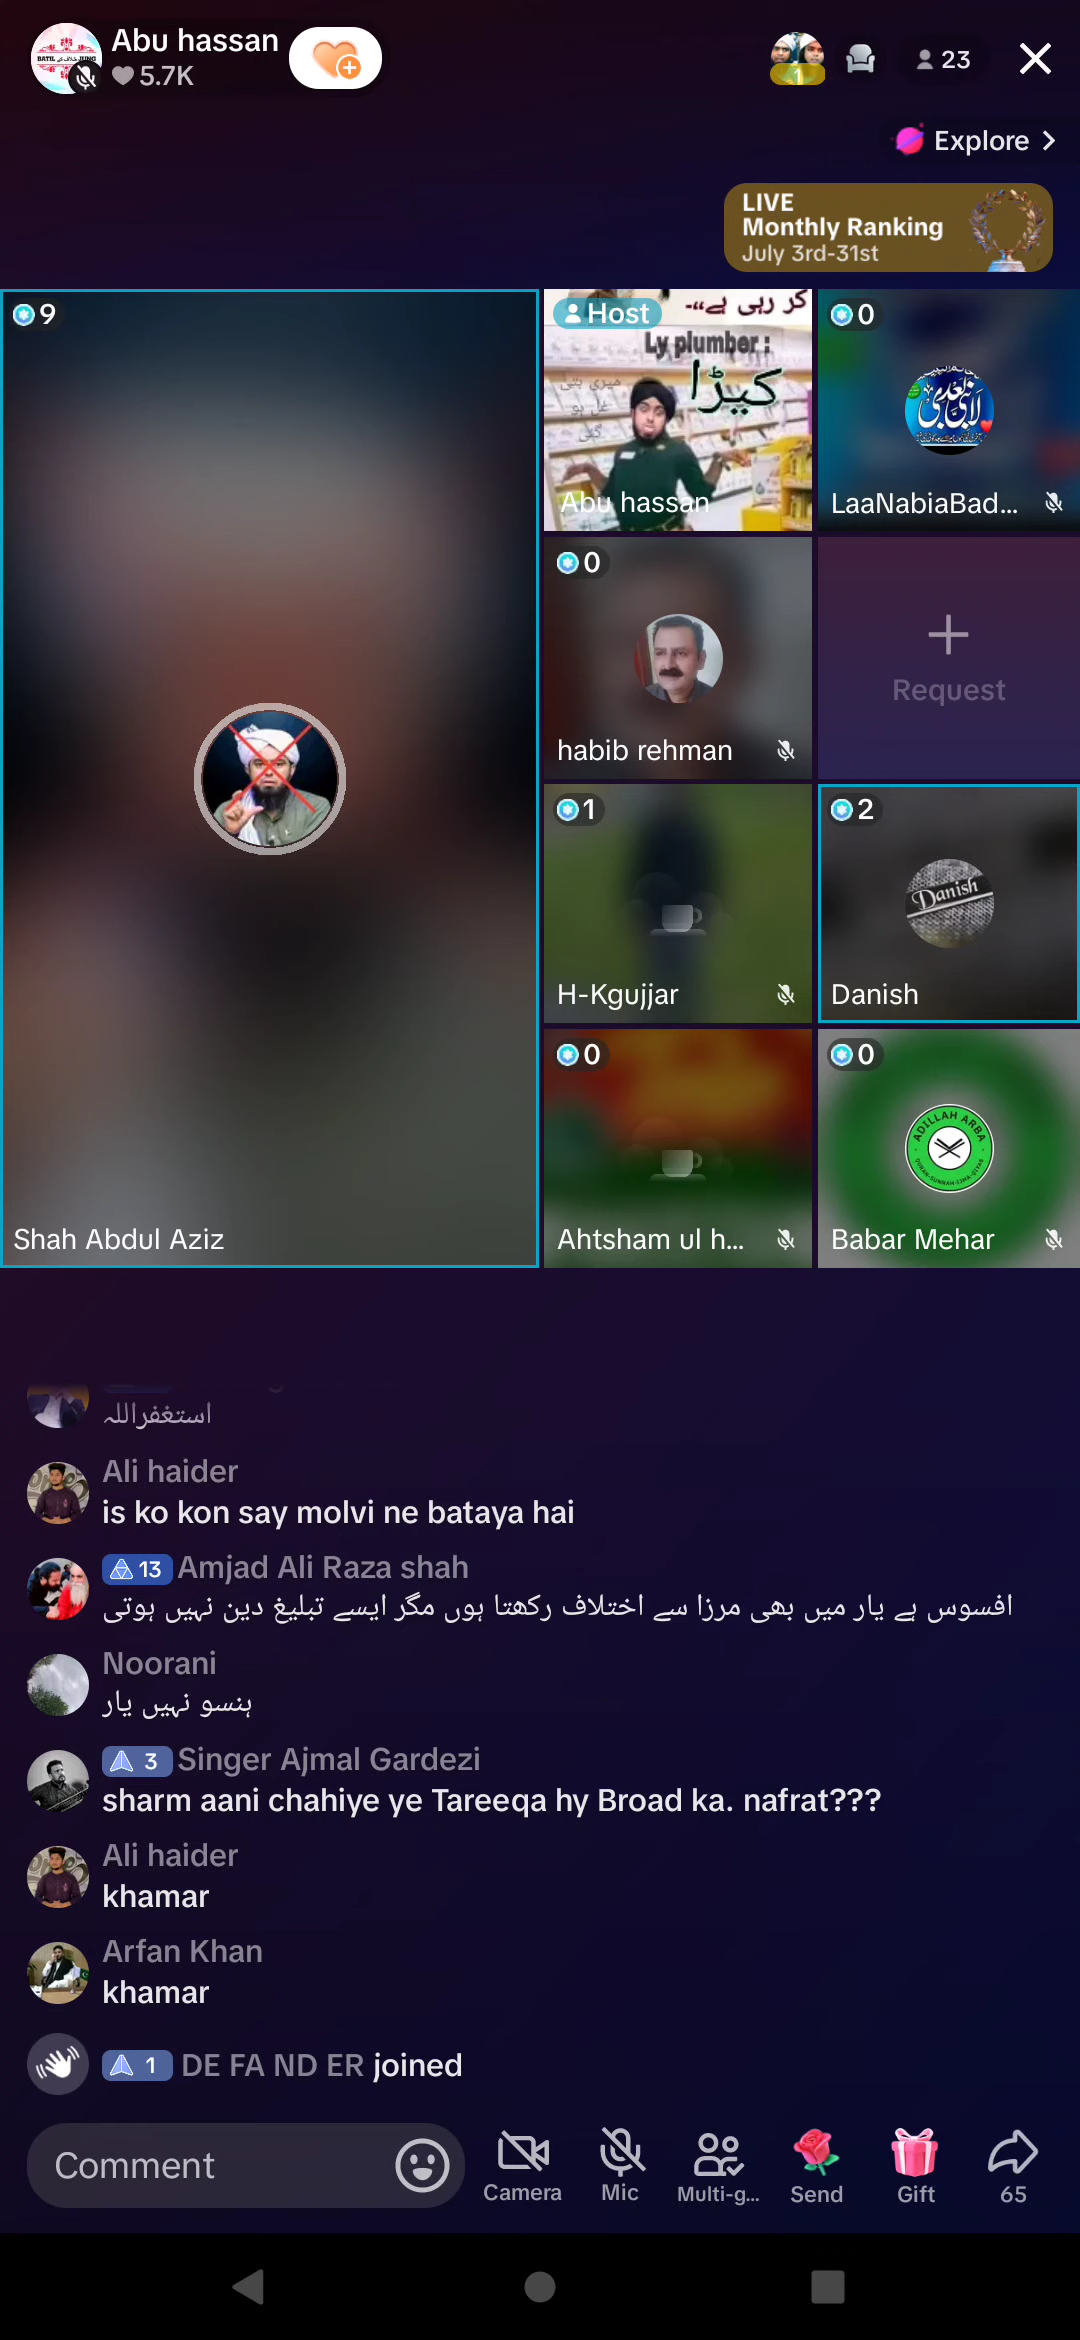 Abu hassan
5.7K
1
23
Explore
LIVE
Monthly Ranking
July 3rd-31st
9
Shah Abdul Aziz
Host
کر رہی ہے“۔
Ly plumber :
کیڑا
Abu hassan
0
LaaNabiaBad...
0
habib rehman
Request
1
H-Kgujjar
2
Danish
Danish
0
Ahtsham ul h...
0
ADILLAH ARBA
Babar Mehar
استغفراللہ
Ali haider
is ko kon say molvi ne bataya hai
13 Amjad Ali Raza shah
افسوس ہے یار میں بھی مرزا سے اختلاف رکھتا ہوں مگر ایسے تبلیغ دین نہیں ہوتی
Noorani
ہنسو نہیں یار
3 Singer Ajmal Gardezi
sharm aani chahiye ye Tareeqa hy Broad ka. nafrat???
Ali haider
khamar
Arfan Khan
khamar
1 DE FA ND ER joined
Comment
Camera
Mic
Multi-g...
Send
Gift
65